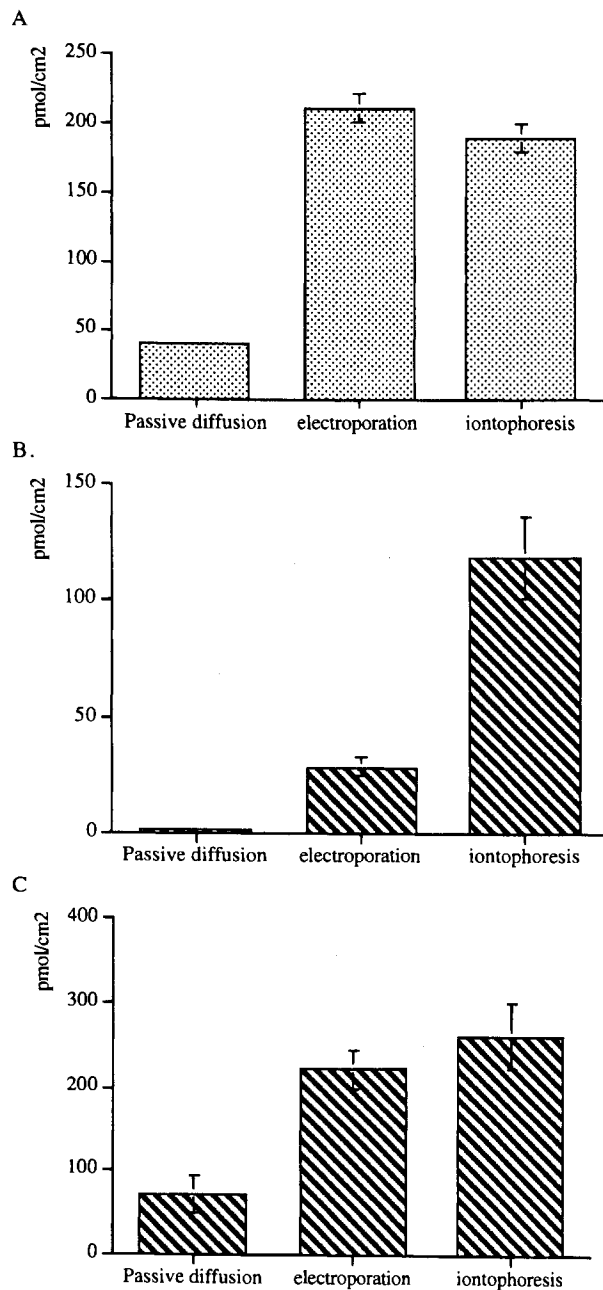 A
pmol/cm2
250
200
150
100
50
0
Passive diffusion electroporation iontophoresis
B.
pmol/cm2
150
100
50
0
Passive diffusion electroporation iontophoresis
C
pmol/cm2
400
300
200
100
0
Passive diffusion electroporation iontophoresis